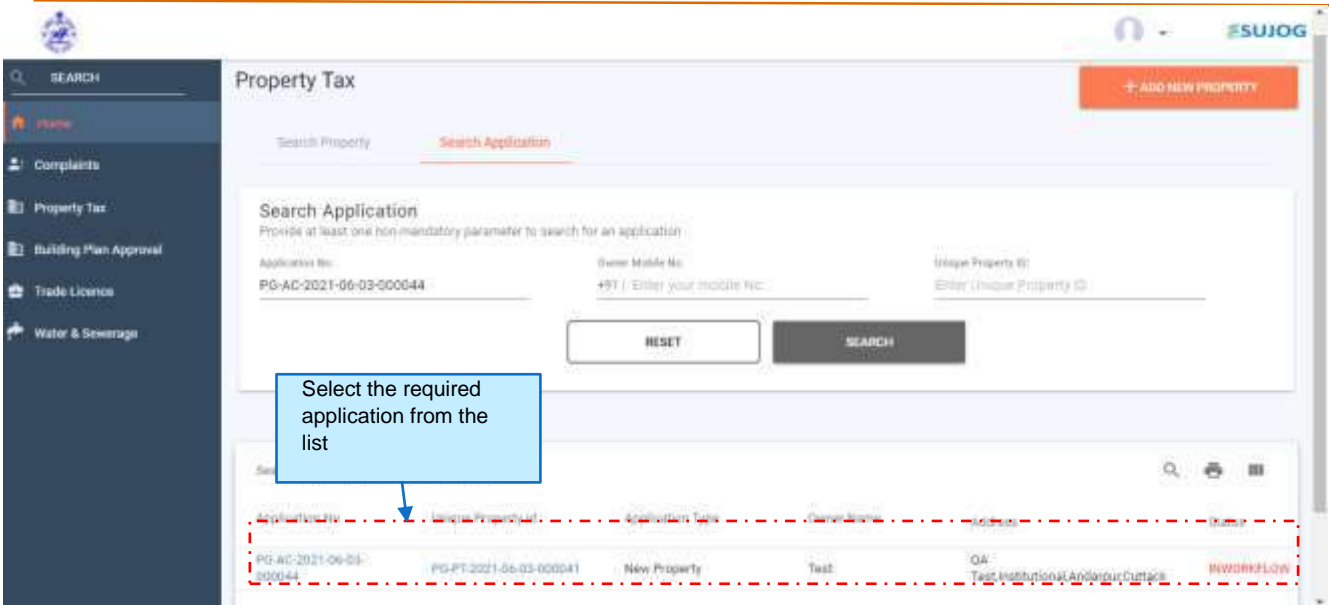 SUJOG
SEARCH
Property Tax
+ ADD NEW PROPERTY
Home
Search Property
Search Application
Complaints
Property Tax
Search Application
Provide at least one non-mandatory parameter to search for an application
Building Plan Approval
Application No:
Owner Mobile No:
Unique Property ID:
Trade Licence
PG-AC-2021-06-03-000044
+91 | Enter your mobile No.
Enter Unique Property ID
Water & Sewerage
RESET
SEARCH
Select the required
application from the
list
Application No
Unique Property Id
Application Type
Owner Name
Address
Status
PG-AC-2021-06-03-
000044
PG-PT-2021-06-03-000041
New Property
Test
QA
Test,Institutional,Andarpur,Cuttack
INWORKFLOW